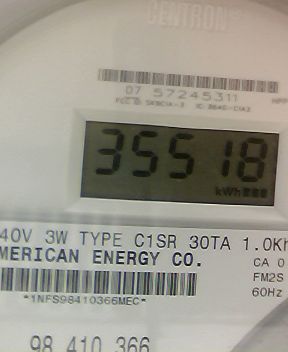 CENTRON
07 57245311
35518
kWh
40V 3W TYPE C1SR 30TA 1.0Kh
MERICAN ENERGY CO.
CA 0
FM2S
60Hz
*1NFS98410366MEC*
98 410 366